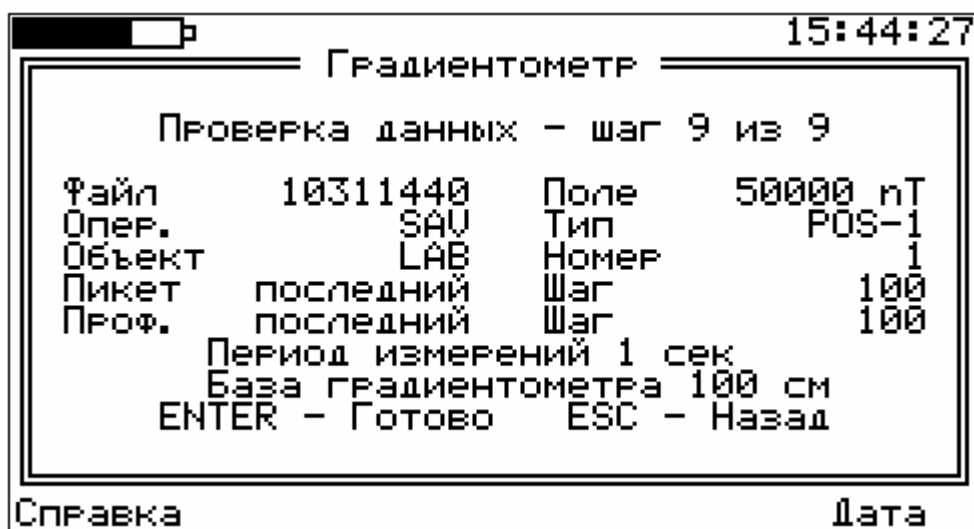 15:44:27
Градиентометр
Проверка данных - шаг 9 из 9
Файл 10311440 Поле 50000 nT
Опер. SAV Тип POS-1
Объект LAB Номер 1
Пикет последний Шаг 100
Проф. последний Шаг 100
Период измерений 1 сек
База градиентометра 100 см
ENTER - Готово ESC - Назад
Справка Дата